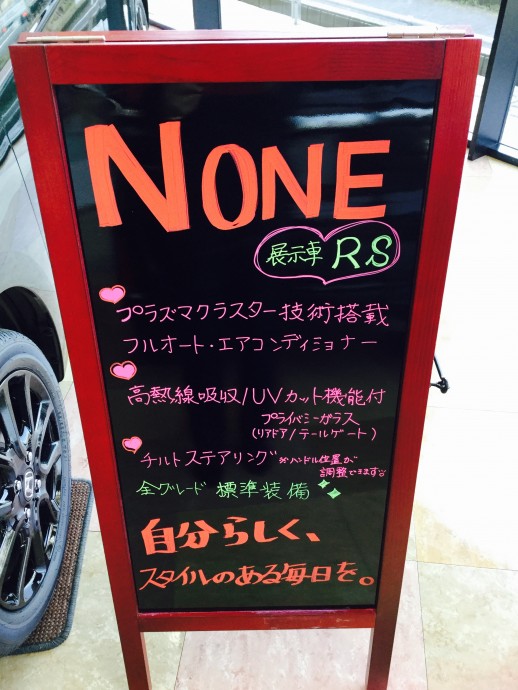 NONE
展示車 RS
プラズマクラスター技術搭載
フルオート・エアコンディショナー
高熱線吸収/UVカット機能付
プライバシーガラス
(リアドア/テールゲート)
チルトステアリング ※ハンドル位置が
調整できます。
全グレード 標準装備
自分らしく、
スタイルのある毎日を。